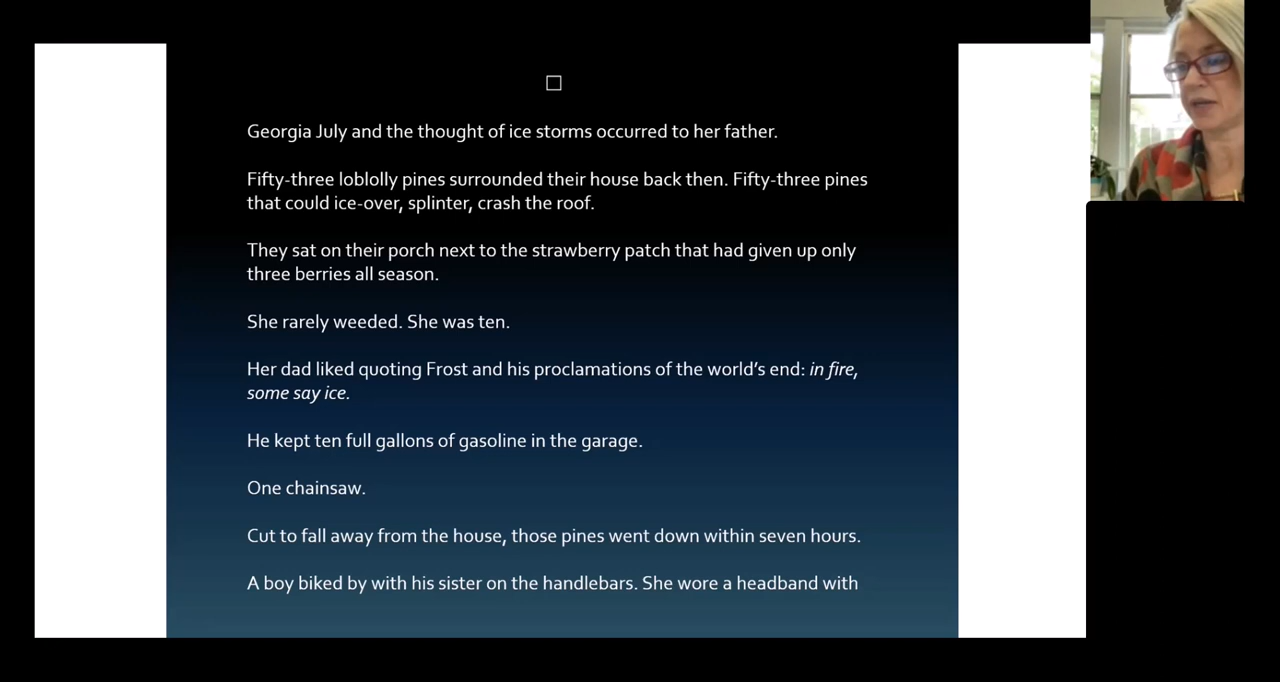 Georgia July and the thought of ice storms occurred to her father.
Fifty-three loblolly pines surrounded their house back then. Fifty-three pines
that could ice-over, splinter, crash the roof.
They sat on their porch next to the strawberry patch that had given up only
three berries all season.
She rarely weeded. She was ten.
Her dad liked quoting Frost and his proclamations of the world’s end: in fire,
some say ice.
He kept ten full gallons of gasoline in the garage.
One chainsaw.
Cut to fall away from the house, those pines went down within seven hours.
A boy biked by with his sister on the handlebars. She wore a headband with